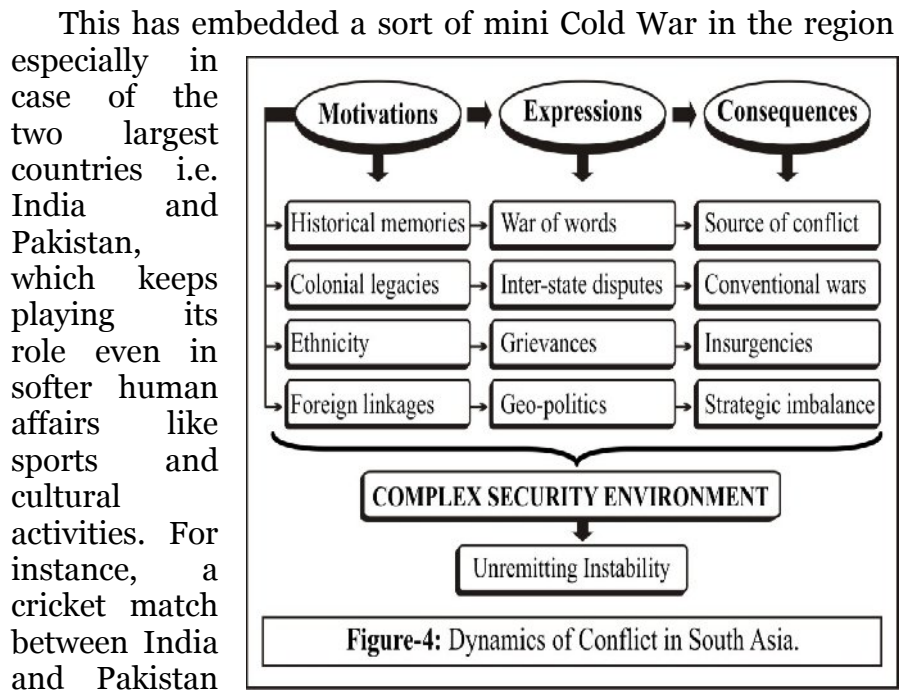 This has embedded a sort of mini Cold War in the region
especially in
case of the
two largest
countries i.e.
India and
Pakistan,
which keeps
playing its
role even in
softer human
affairs like
sports and
cultural
activities. For
instance, a
cricket match
between India
and Pakistan
Motivations Expressions Consequences
Historical memories War of words Source of conflict
Colonial legacies Inter-state disputes Conventional wars
Ethnicity Grievances Insurgencies
Foreign linkages Geo-politics Strategic imbalance
COMPLEX SECURITY ENVIRONMENT
Unremitting Instability
Figure-4: Dynamics of Conflict in South Asia.